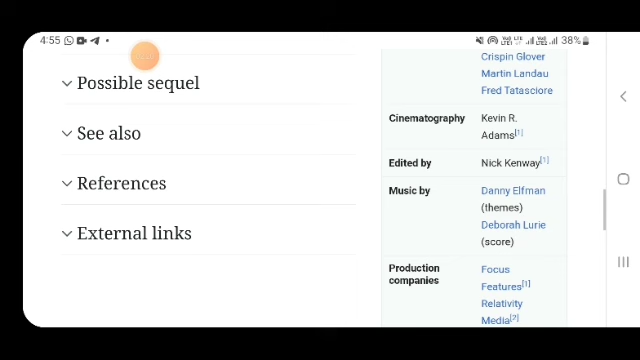 4:55
38%
Possible sequel
See also
References
External links
Crispin Glover
Martin Landau
Fred Tatasciore
Cinematography Kevin R.
Adams[1]
Edited by Nick Kenway[1]
Music by Danny Elfman
(themes)
Deborah Lurie
(score)
Production Focus
companies Features[1]
Relativity
Media[2]